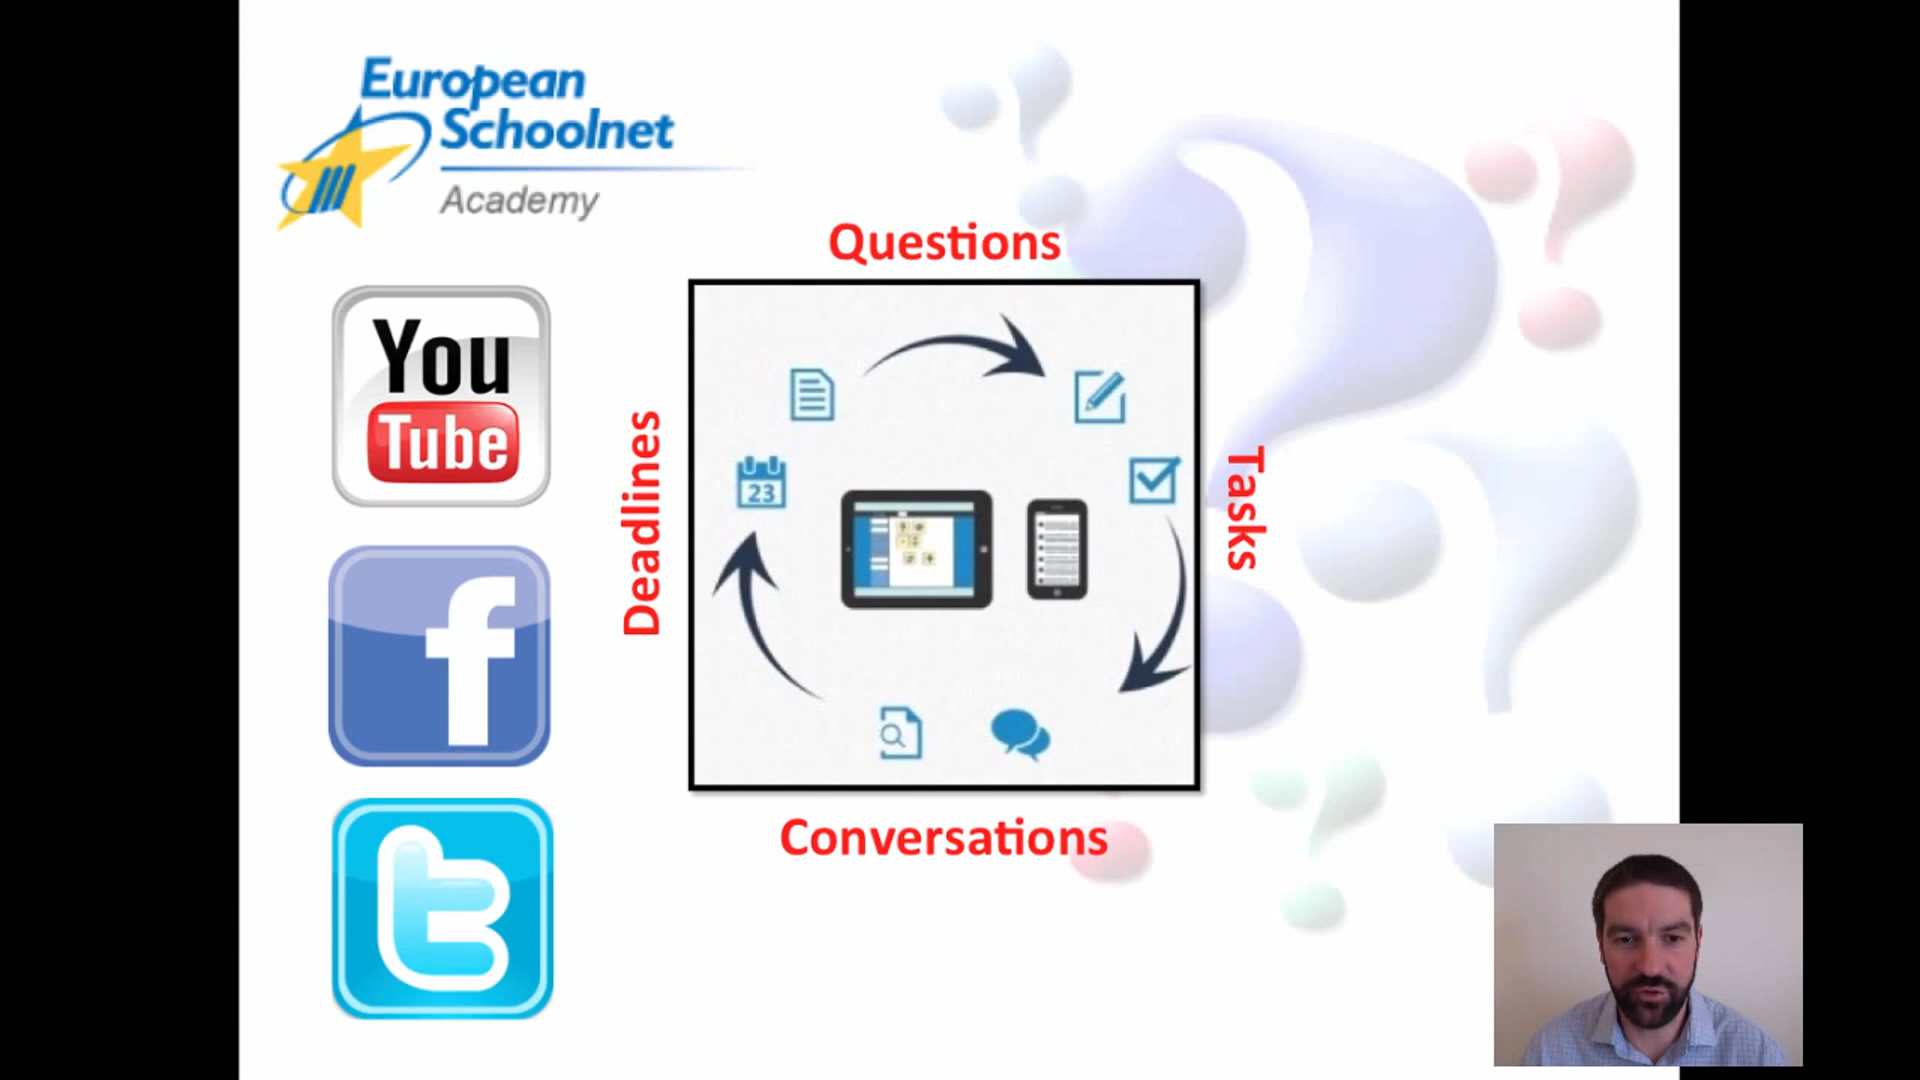 European
Schoolnet
Academy
Questions
You
Tube
Deadlines
23
Tasks
Conversations